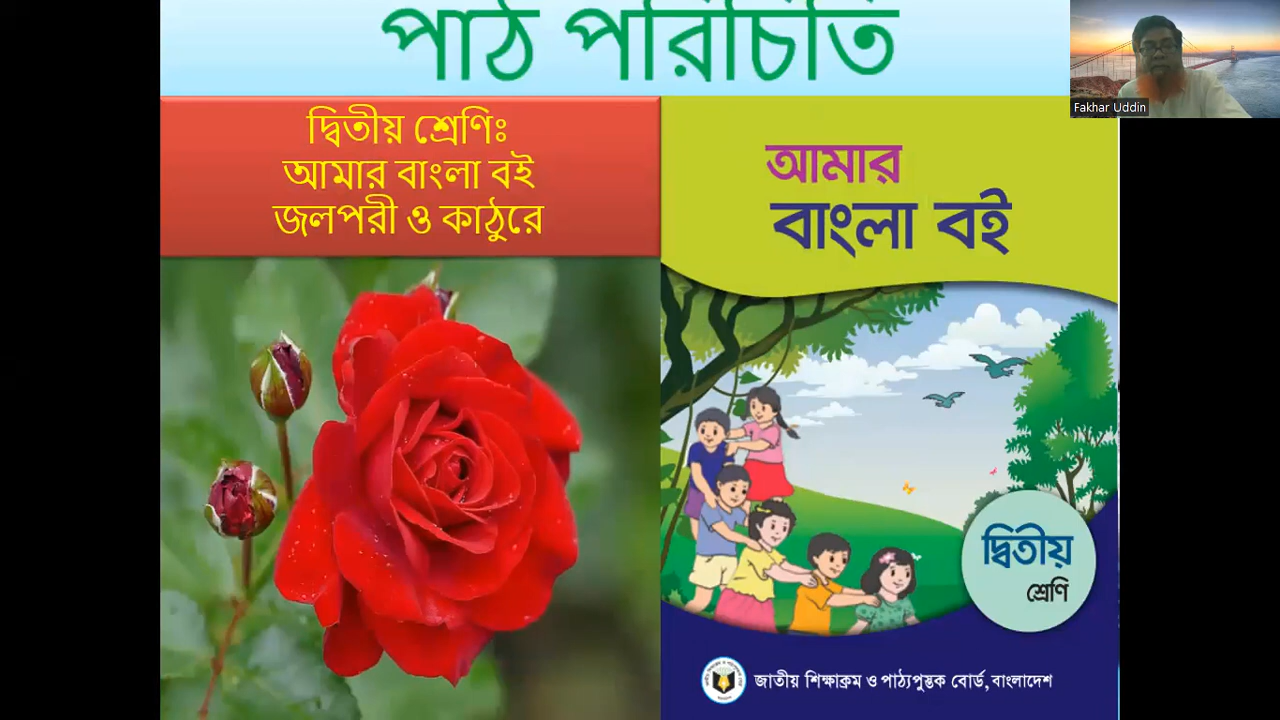 পাঠ পরিচিতি
দ্বিতীয় শ্রেণিঃ
আমার বাংলা বই
জলপরী ও কাঠুরে
আমার
বাংলা বই
দ্বিতীয়
শ্রেণি
জাতীয় শিক্ষাক্রম ও পাঠ্যপুস্তক বোর্ড, বাংলাদেশ
Fakhar Uddin